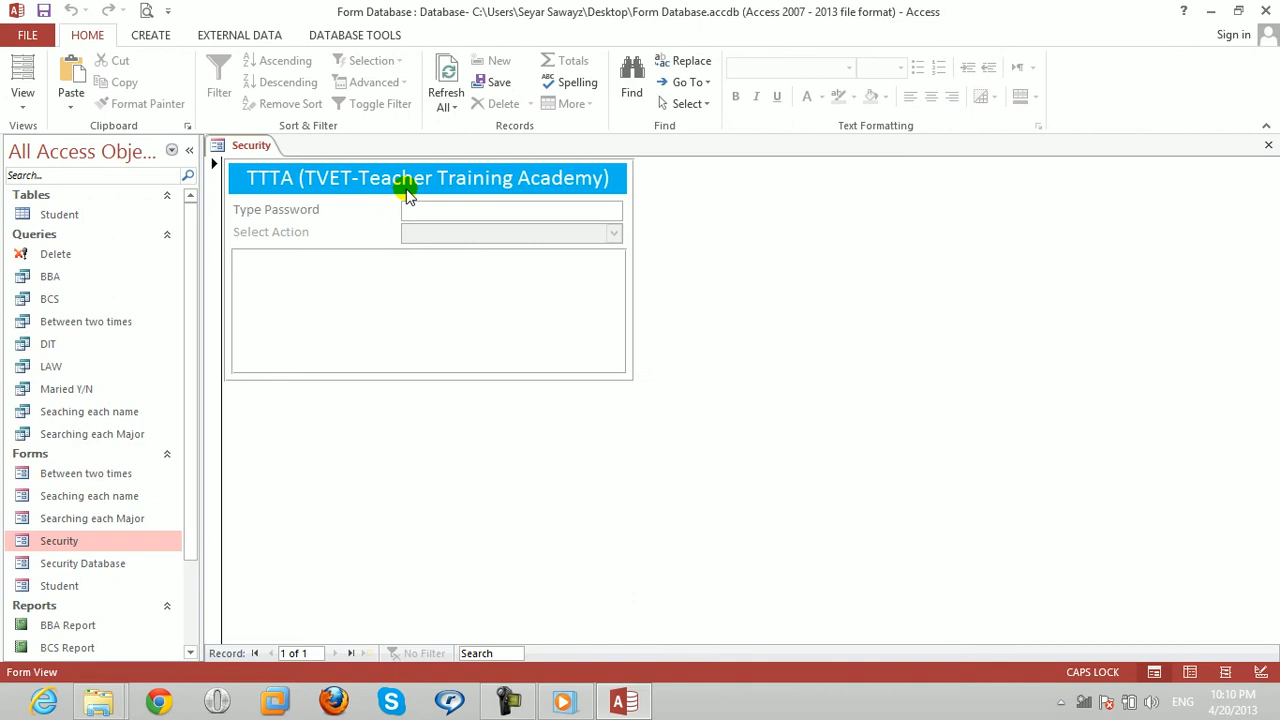 Form Database : Database- C:\Users\Seyar Sawayz\Desktop\Form Database.accdb (Access 2007 - 2013 file format) - Access
FILE HOME CREATE EXTERNAL DATA DATABASE TOOLS Sign in
View
Views
Paste
Cut
Copy
Format Painter
Clipboard
Filter
Ascending
Descending
Remove Sort
Selection
Advanced
Toggle Filter
Sort & Filter
Refresh All
New
Save
Delete
Totals
Spelling
More
Records
Find
Replace
Go To
Select
Find
B I U A
Text Formatting
All Access Obje...
Search...
Tables
Student
Queries
Delete
BBA
BCS
Between two times
DIT
LAW
Maried Y/N
Seaching each name
Searching each Major
Forms
Between two times
Seaching each name
Searching each Major
Security
Security Database
Student
Reports
BBA Report
BCS Report
Security
TTTA (TVET-Teacher Training Academy)
Type Password
Select Action
Record: 1 of 1 No Filter Search
Form View CAPS LOCK
ENG
10:10 PM
4/20/2013